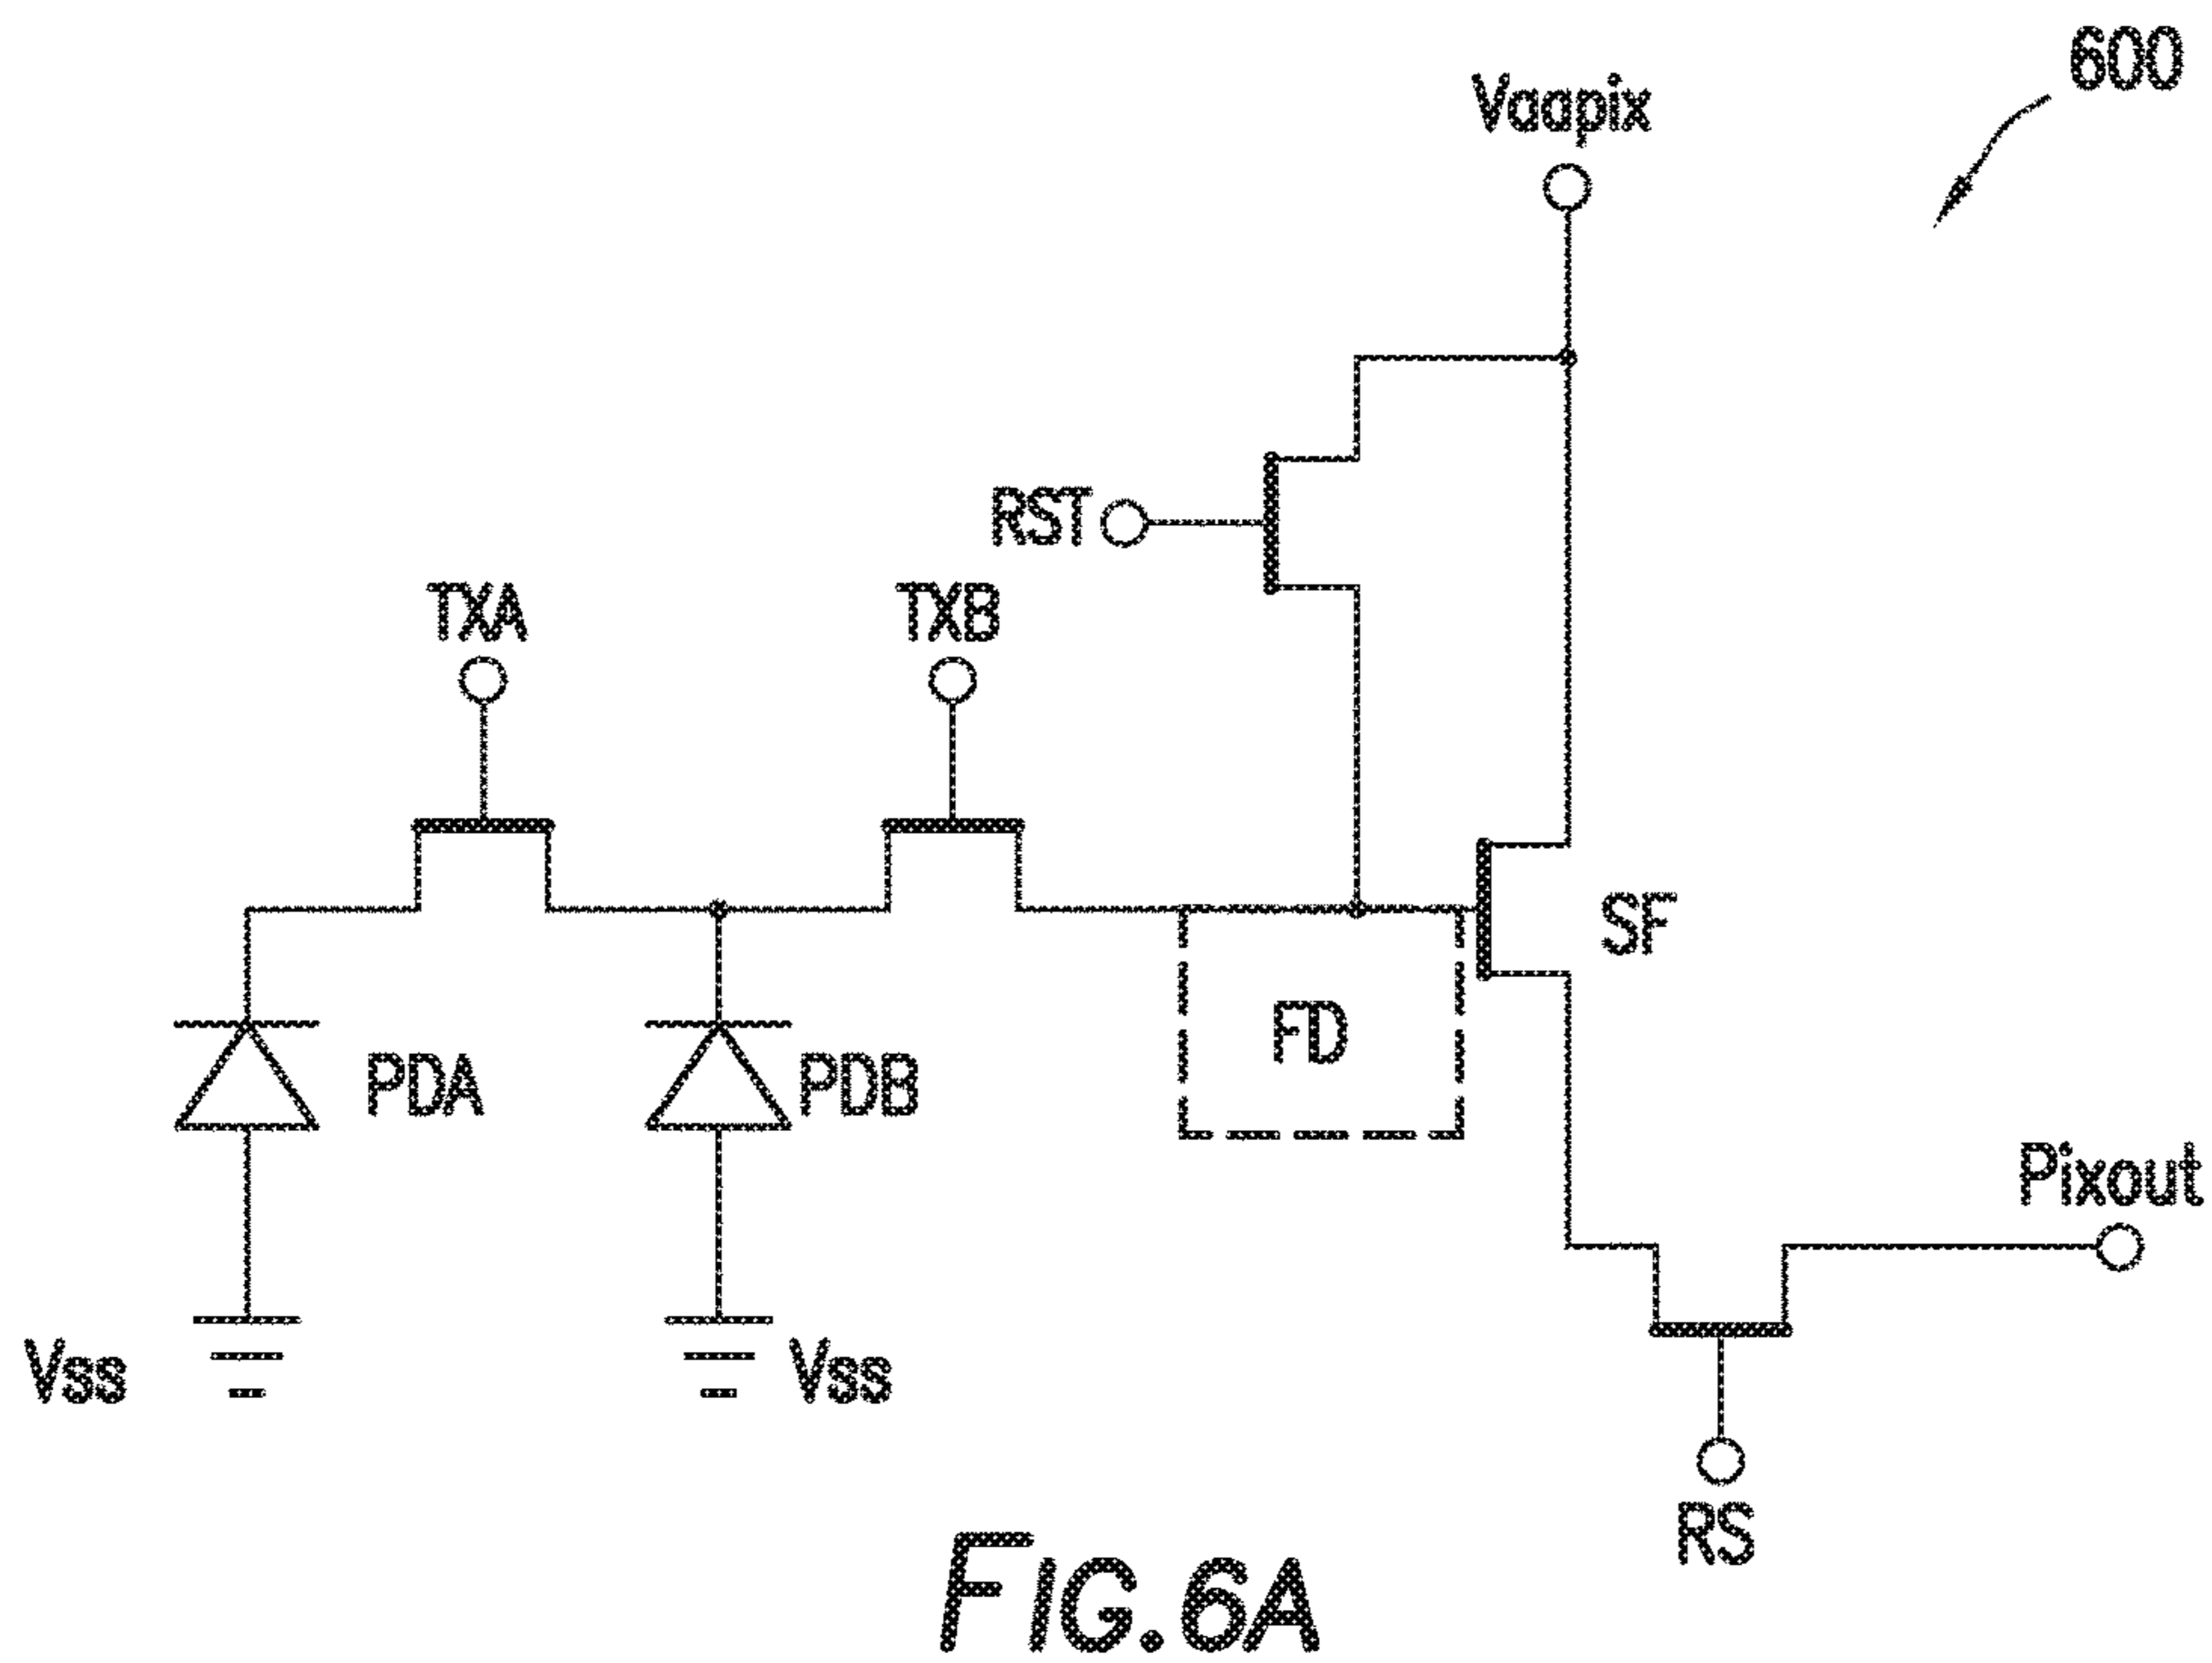 600
Vaapix
RST
TXA
TXB
SF
FD
PDA
PDB
Pixout
Vss
Vss
RS
FIG.6A